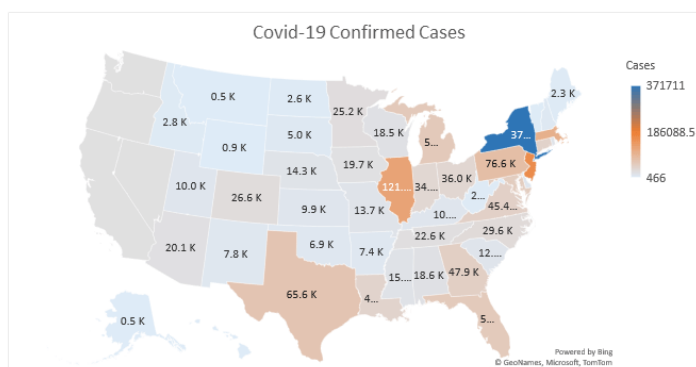 Covid-19 Confirmed Cases
Cases
371711
186088.5
466
0.5 K
2.6 K
2.3 K
25.2 K
2.8 K
5.0 K
18.5 K
37...
0.9 K
5...
76.6 K
14.3 K
19.7 K
10.0 K
121....
34....
36.0 K
2...
26.6 K
9.9 K
13.7 K
10....
45.4...
20.1 K
7.8 K
6.9 K
7.4 K
22.6 K
29.6 K
12....
15....
18.6 K
47.9 K
65.6 K
4...
0.5 K
5...
Powered by Bing
© GeoNames, Microsoft, TomTom